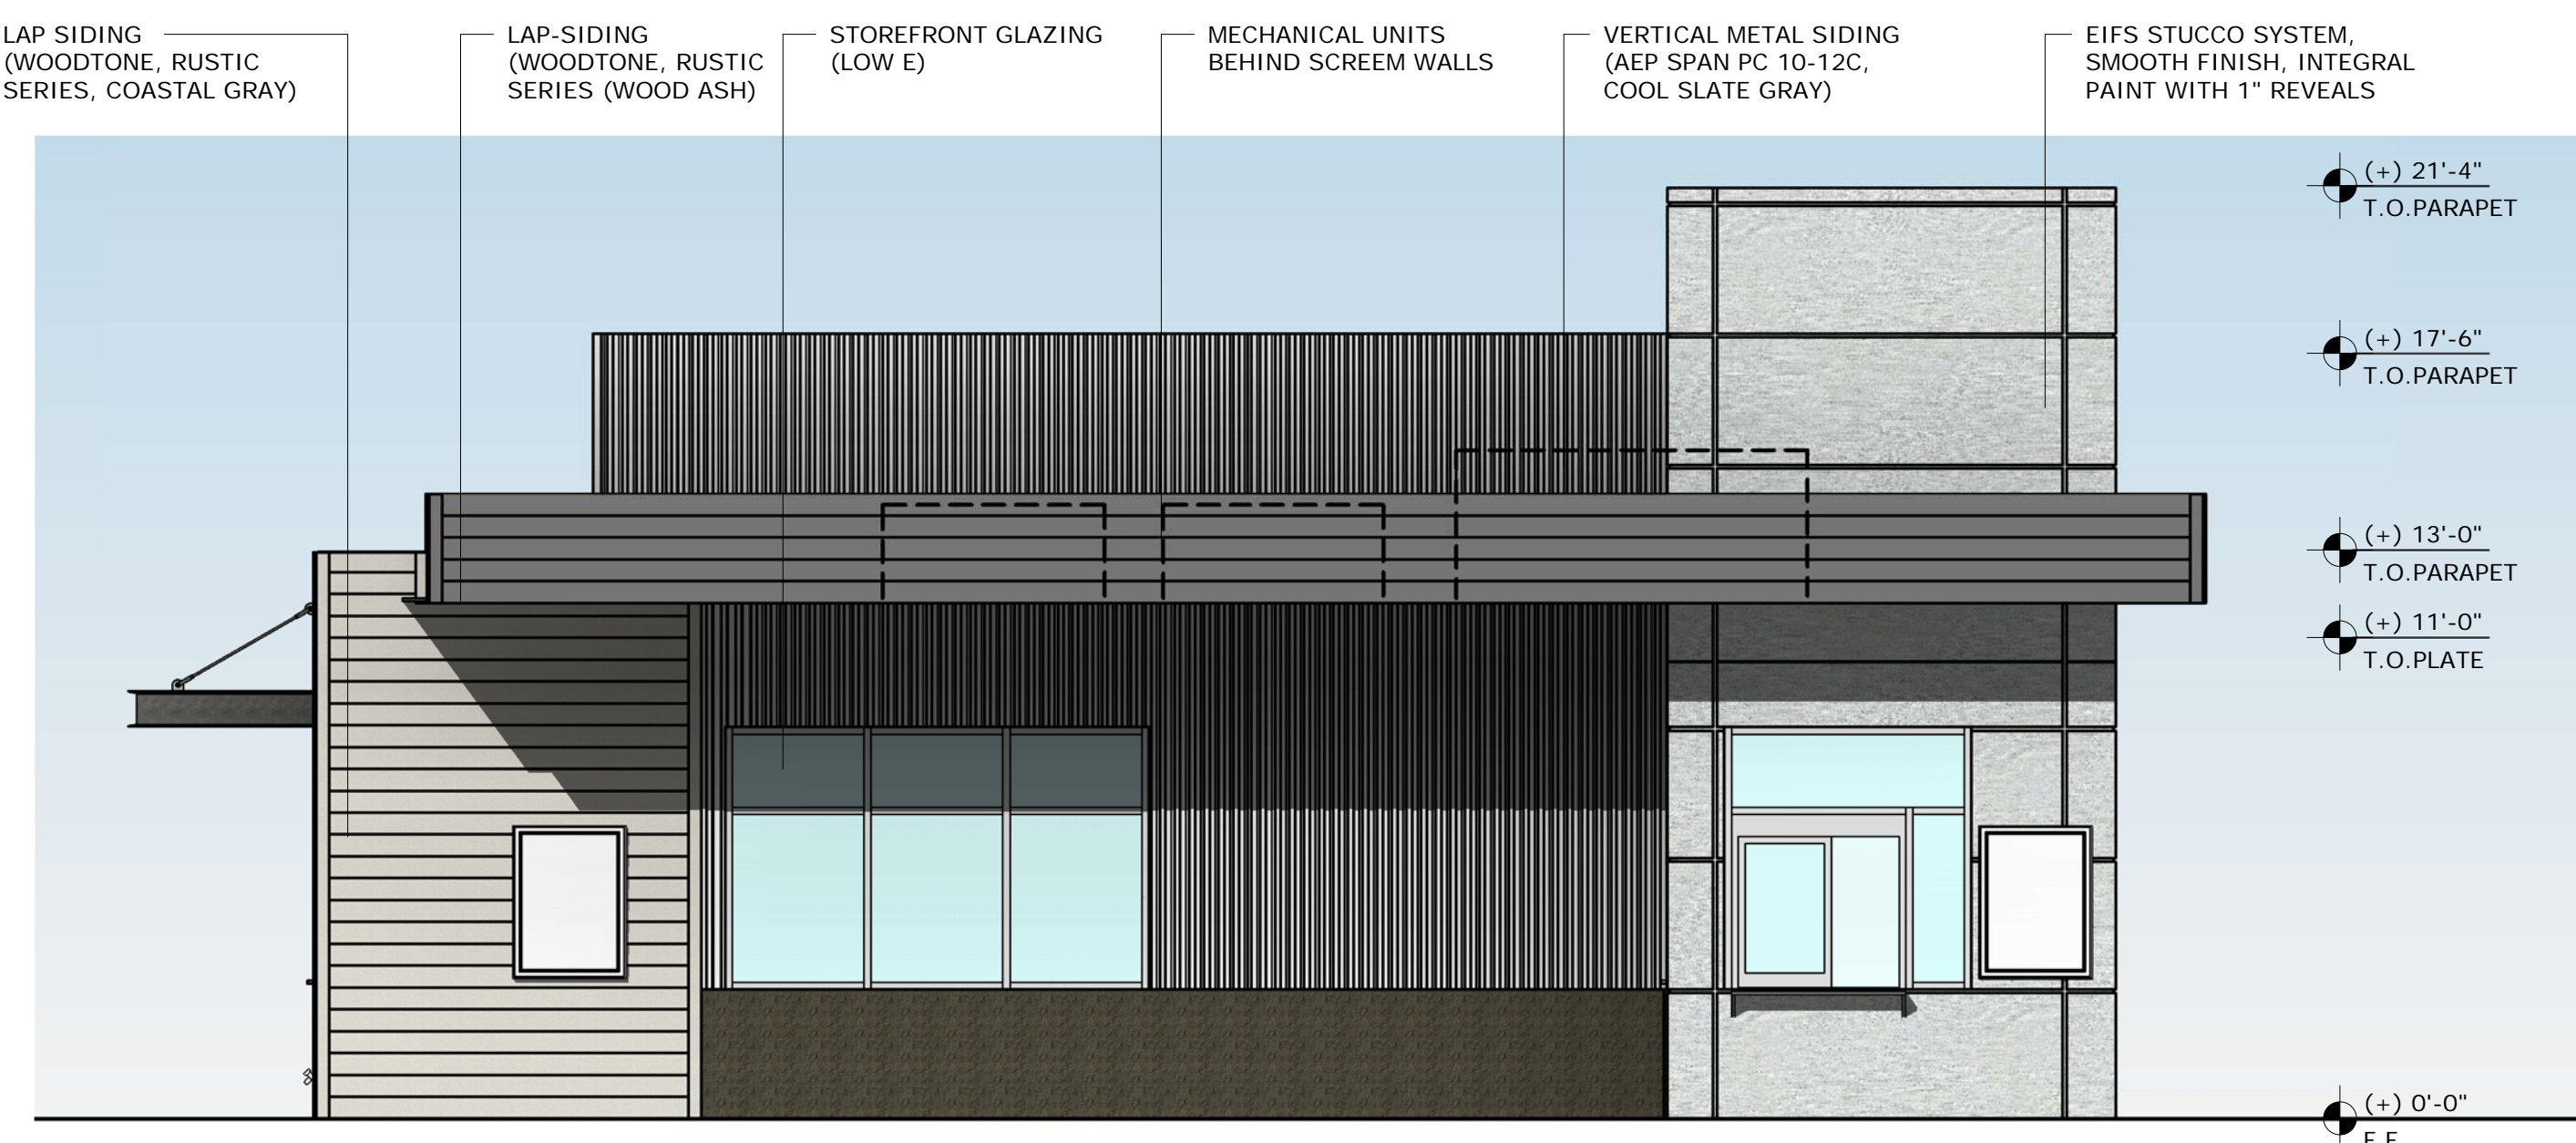 LAP SIDING
(WOODTONE, RUSTIC
SERIES, COASTAL GRAY)
LAP-SIDING
(WOODTONE, RUSTIC
SERIES (WOOD ASH)
STOREFRONT GLAZING
(LOW E)
MECHANICAL UNITS
BEHIND SCREEM WALLS
VERTICAL METAL SIDING
(AEP SPAN PC 10-12C,
COOL SLATE GRAY)
EIFS STUCCO SYSTEM,
SMOOTH FINISH, INTEGRAL
PAINT WITH 1" REVEALS
(+) 21'-4"
T.O.PARAPET
(+) 17'-6"
T.O.PARAPET
(+) 13'-0"
T.O.PARAPET
(+) 11'-0"
T.O.PLATE
(+) 0'-0"